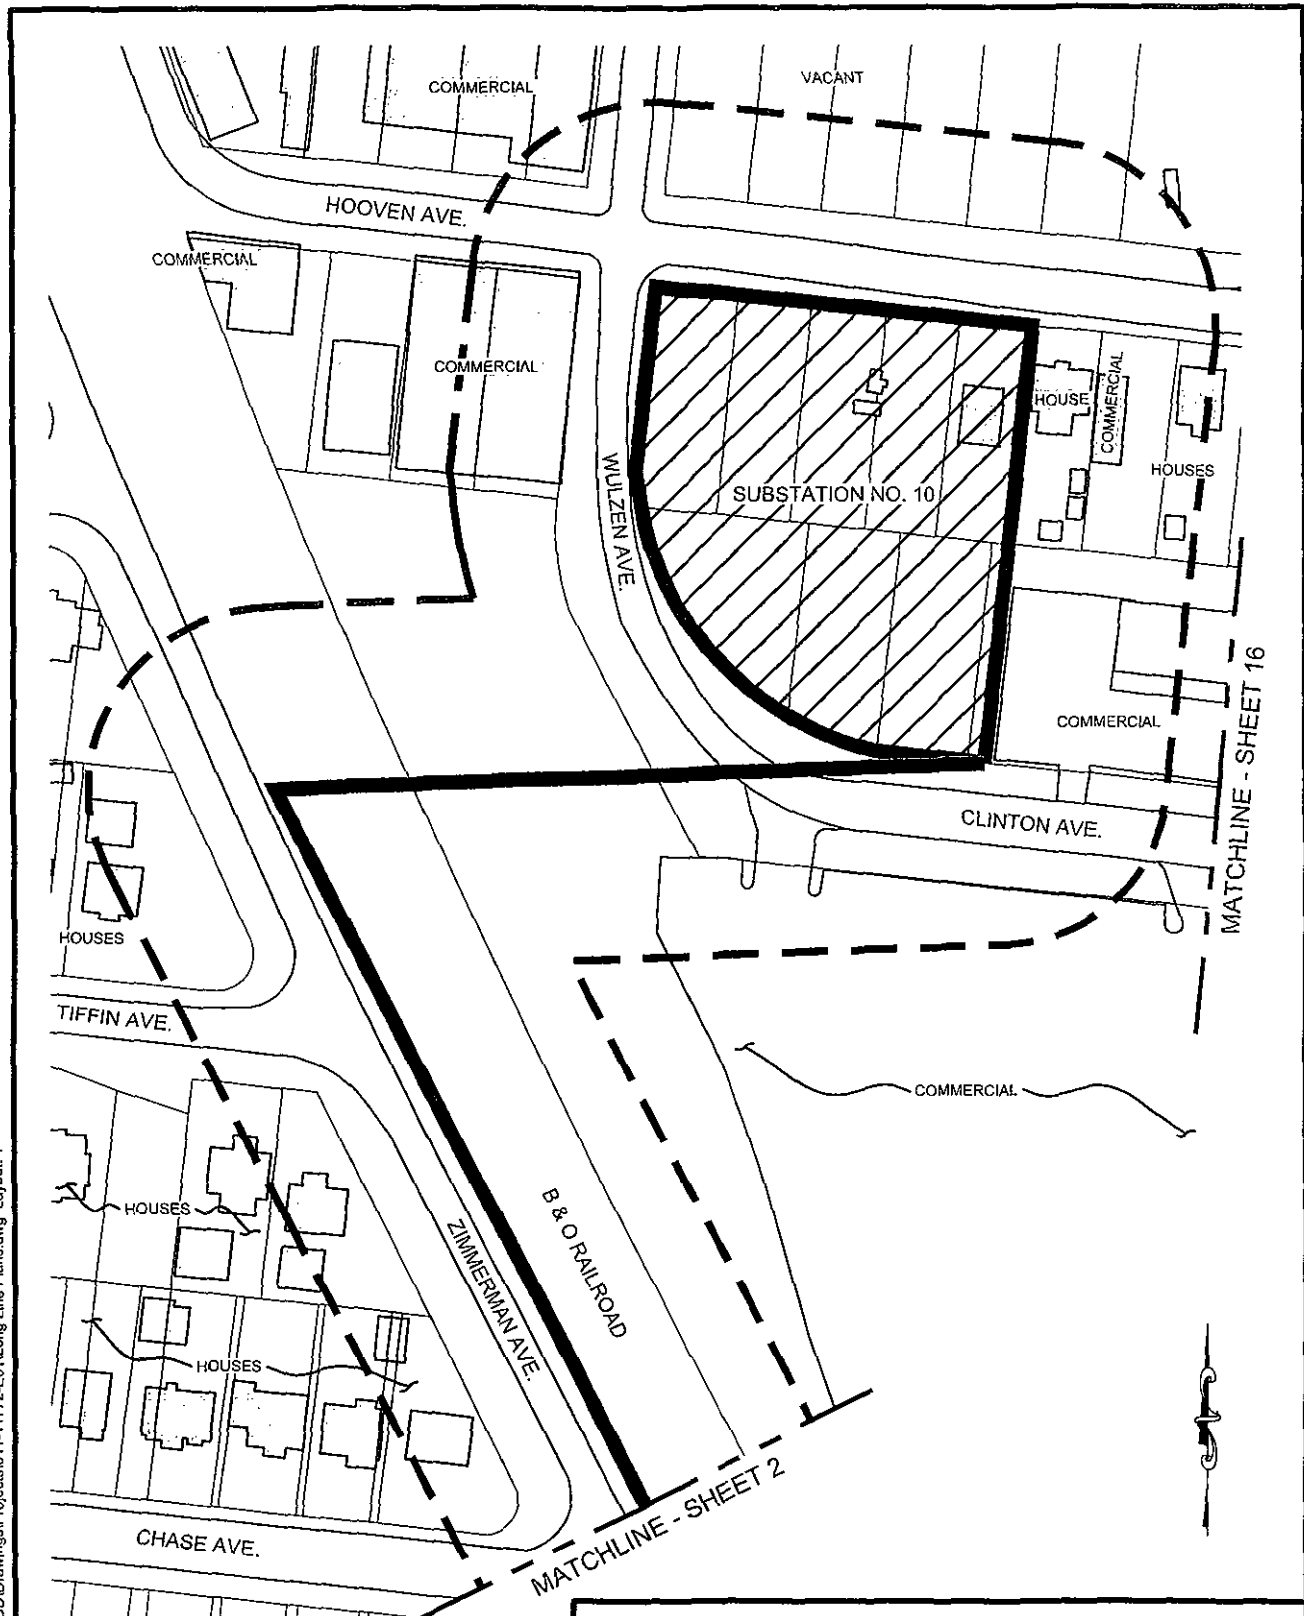 VACANT
COMMERCIAL
HOOVEN AVE.
COMMERCIAL
COMMERCIAL
HOUSE
COMMERCIAL
HOUSES
WULZEN AVE.
SUBSTATION NO. 10
COMMERCIAL
MATCHLINE - SHEET 16
CLINTON AVE.
HOUSES
TIFFIN AVE.
COMMERCIAL
HOUSES
B & O RAILROAD
ZIMMERMAN AVE.
HOUSES
MATCHLINE - SHEET 2
CHASE AVE.